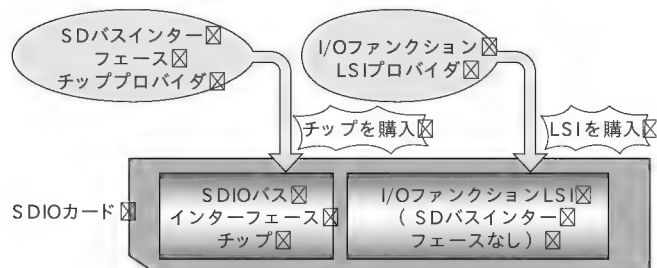 SDバスインター
フェース
チッププロバイダ
I/Oファンクション
LSIプロバイダ
チップを購入
LSIを購入
SDIOカード
SDIOバス
インターフェース
チップ
I/OファンクションLSI
(SDバスインター
フェースなし)